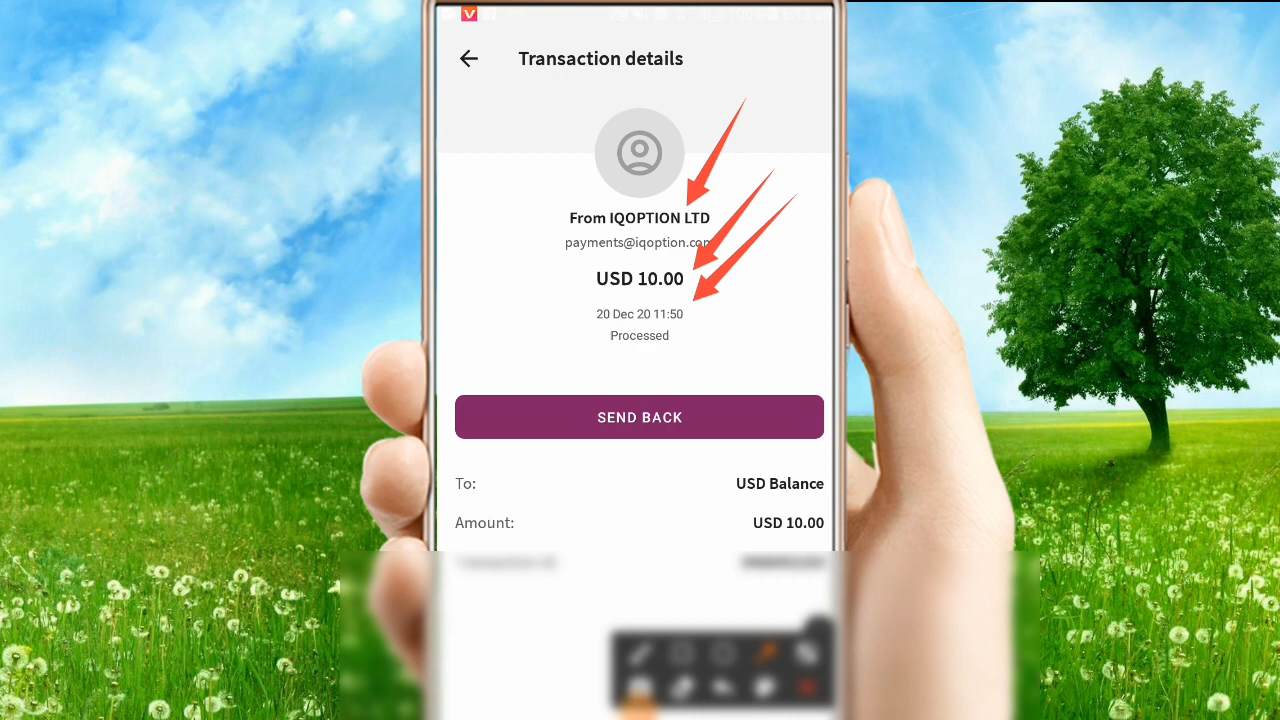 Transaction details
From IQOPTION LTD
payments@iqoption.com
USD 10.00
20 Dec 20 11:50
Processed
SEND BACK
To: USD Balance
Amount: USD 10.00